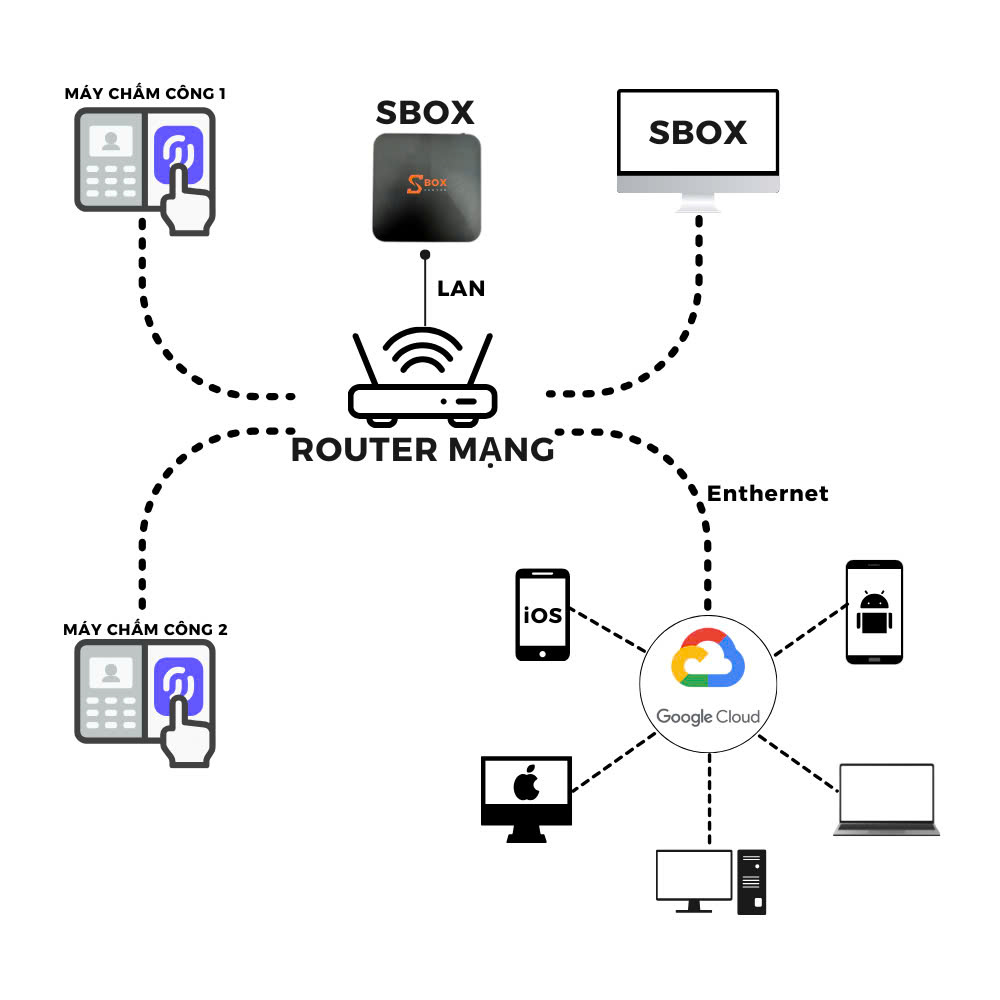 MÁY CHẤM CÔNG 1
SBOX
SBOX
SBOX
LAN
ROUTER MẠNG
Enthernet
iOS
MÁY CHẤM CÔNG 2
Google Cloud